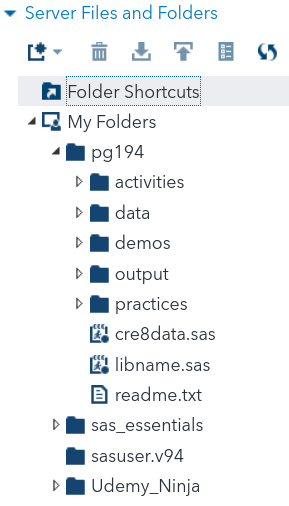 Server Files and Folders
Folder Shortcuts
My Folders
pg194
activities
data
demos
output
practices
cre8data.sas
libname.sas
readme.txt
sas_essentials
sasuser.v94
Udemy_Ninja